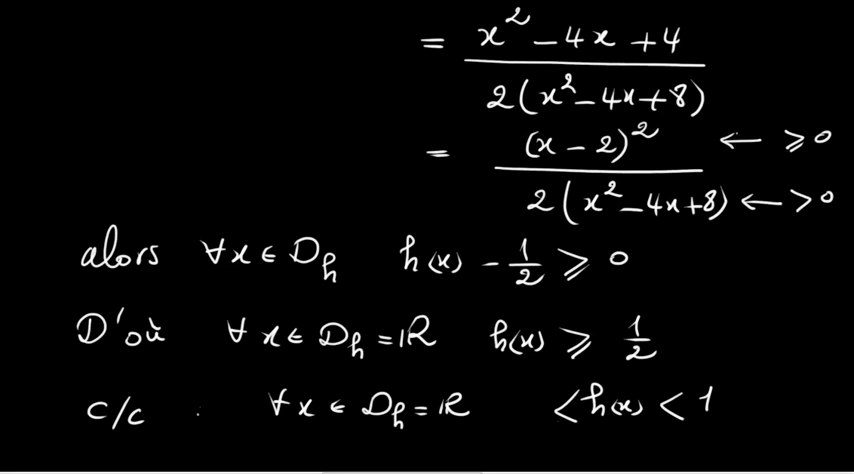 = x² - 4x + 4 / 2(x² - 4x + 8)
= (x - 2)² ← ⩾ 0 / 2(x² - 4x + 8) ← > 0
alors ∀x ∈ D_h h(x) - 1/2 ⩾ 0
D'où ∀ x ∈ D_h = ℝ h(x) ⩾ 1/2
c/c . ∀ x ∈ D_h = ℝ < h(x) < 1